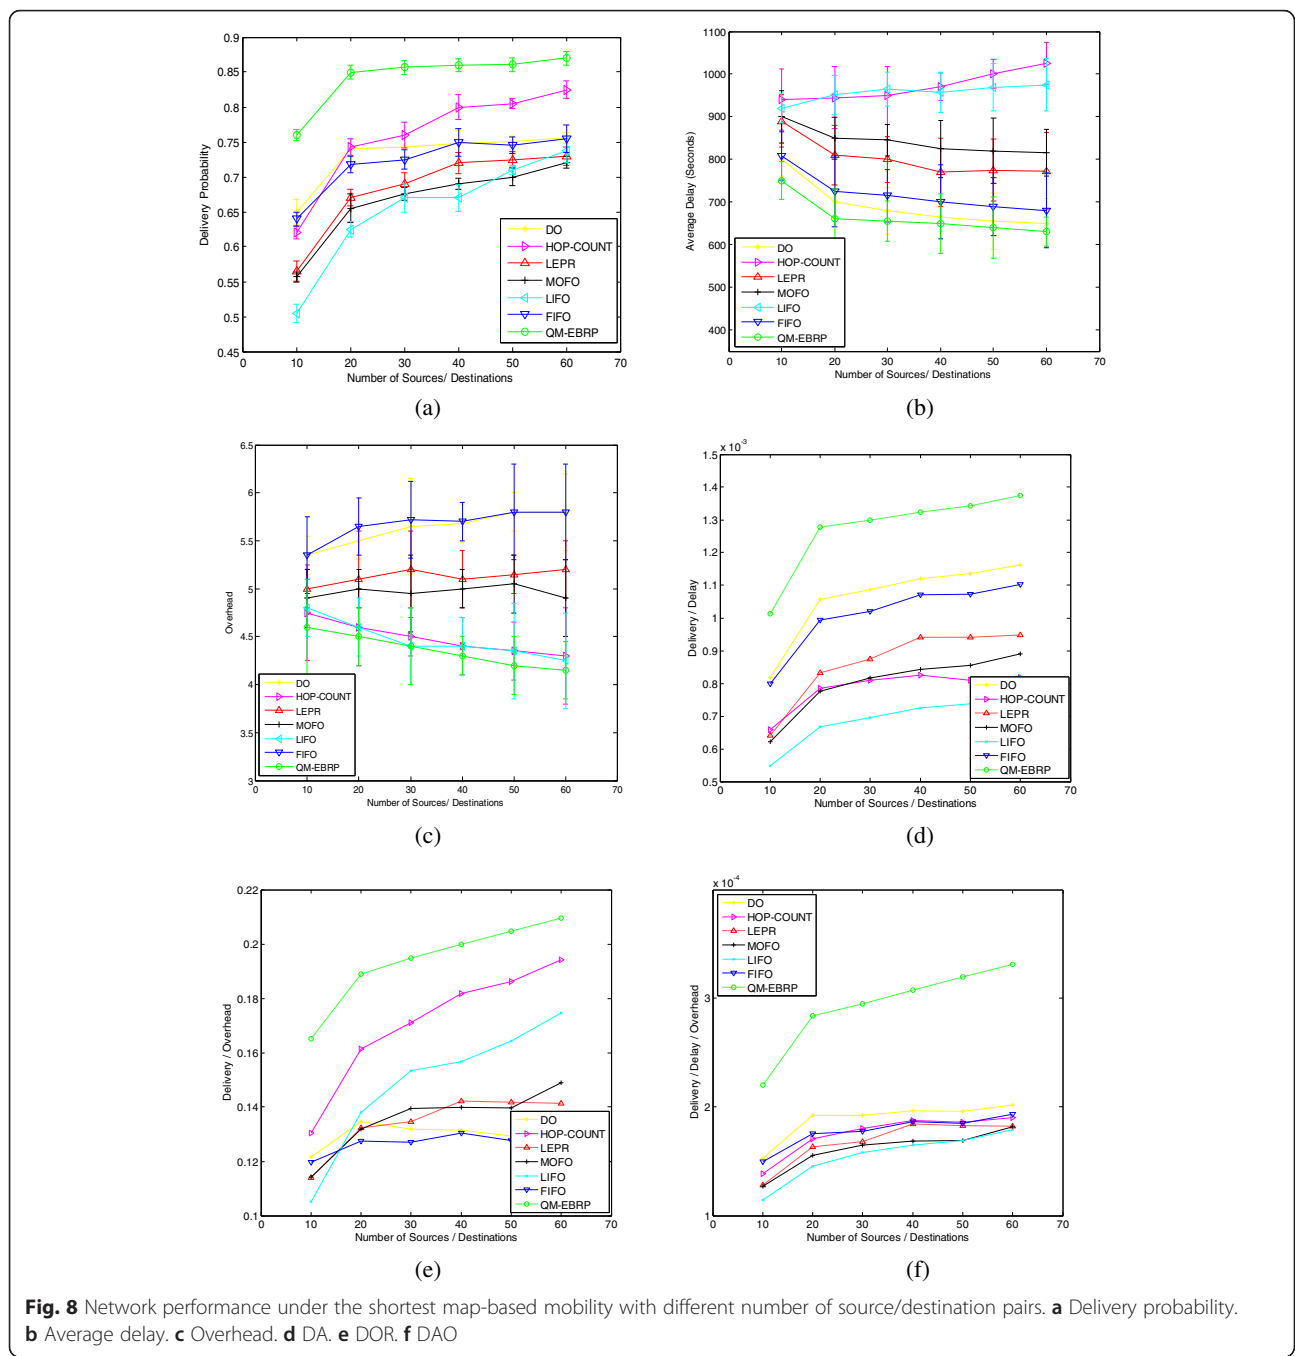 0.9
0.85
0.8
0.75
0.7
0.65
0.6
0.55
0.5
0.45
0 10 20 30 40 50 60 70
Delivery Probability
Number of Sources/ Destinations
DO
HOP-COUNT
LEPR
MOFO
LIFO
FIFO
QM-EBRP
(a)
1100
1000
900
800
700
600
500
400
0 10 20 30 40 50 60 70
Average Delay (Seconds)
Number of Sources/ Destinations
DO
HOP-COUNT
LEPR
MOFO
LIFO
FIFO
QM-EBRP
(b)
6.5
6
5.5
5
4.5
4
3.5
3
0 10 20 30 40 50 60 70
Overhead
Number of Sources/ Destinations
DO
HOP-COUNT
LEPR
MOFO
LIFO
FIFO
QM-EBRP
(c)
x 10-3
1.5
1.4
1.3
1.2
1.1
1
0.9
0.8
0.7
0.6
0.5
0 10 20 30 40 50 60 70
Delivery / Delay
Number of Sources / Destinations
DO
HOP-COUNT
LEPR
MOFO
LIFO
FIFO
QM-EBRP
(d)
0.22
0.2
0.18
0.16
0.14
0.12
0.1
0 10 20 30 40 50 60 70
Delivery / Overhead
Number of Sources / Destinations
DO
HOP-COUNT
LEPR
MOFO
LIFO
FIFO
QM-EBRP
(e)
x 10-4
3
2
1
0 10 20 30 40 50 60 70
Delivery / Delay / Overhead
Number of Sources / Destinations
DO
HOP-COUNT
LEPR
MOFO
LIFO
FIFO
QM-EBRP
(f)
Fig. 8 Network performance under the shortest map-based mobility with different number of source/destination pairs. a Delivery probability.
b Average delay. c Overhead. d DA. e DOR. f DAO